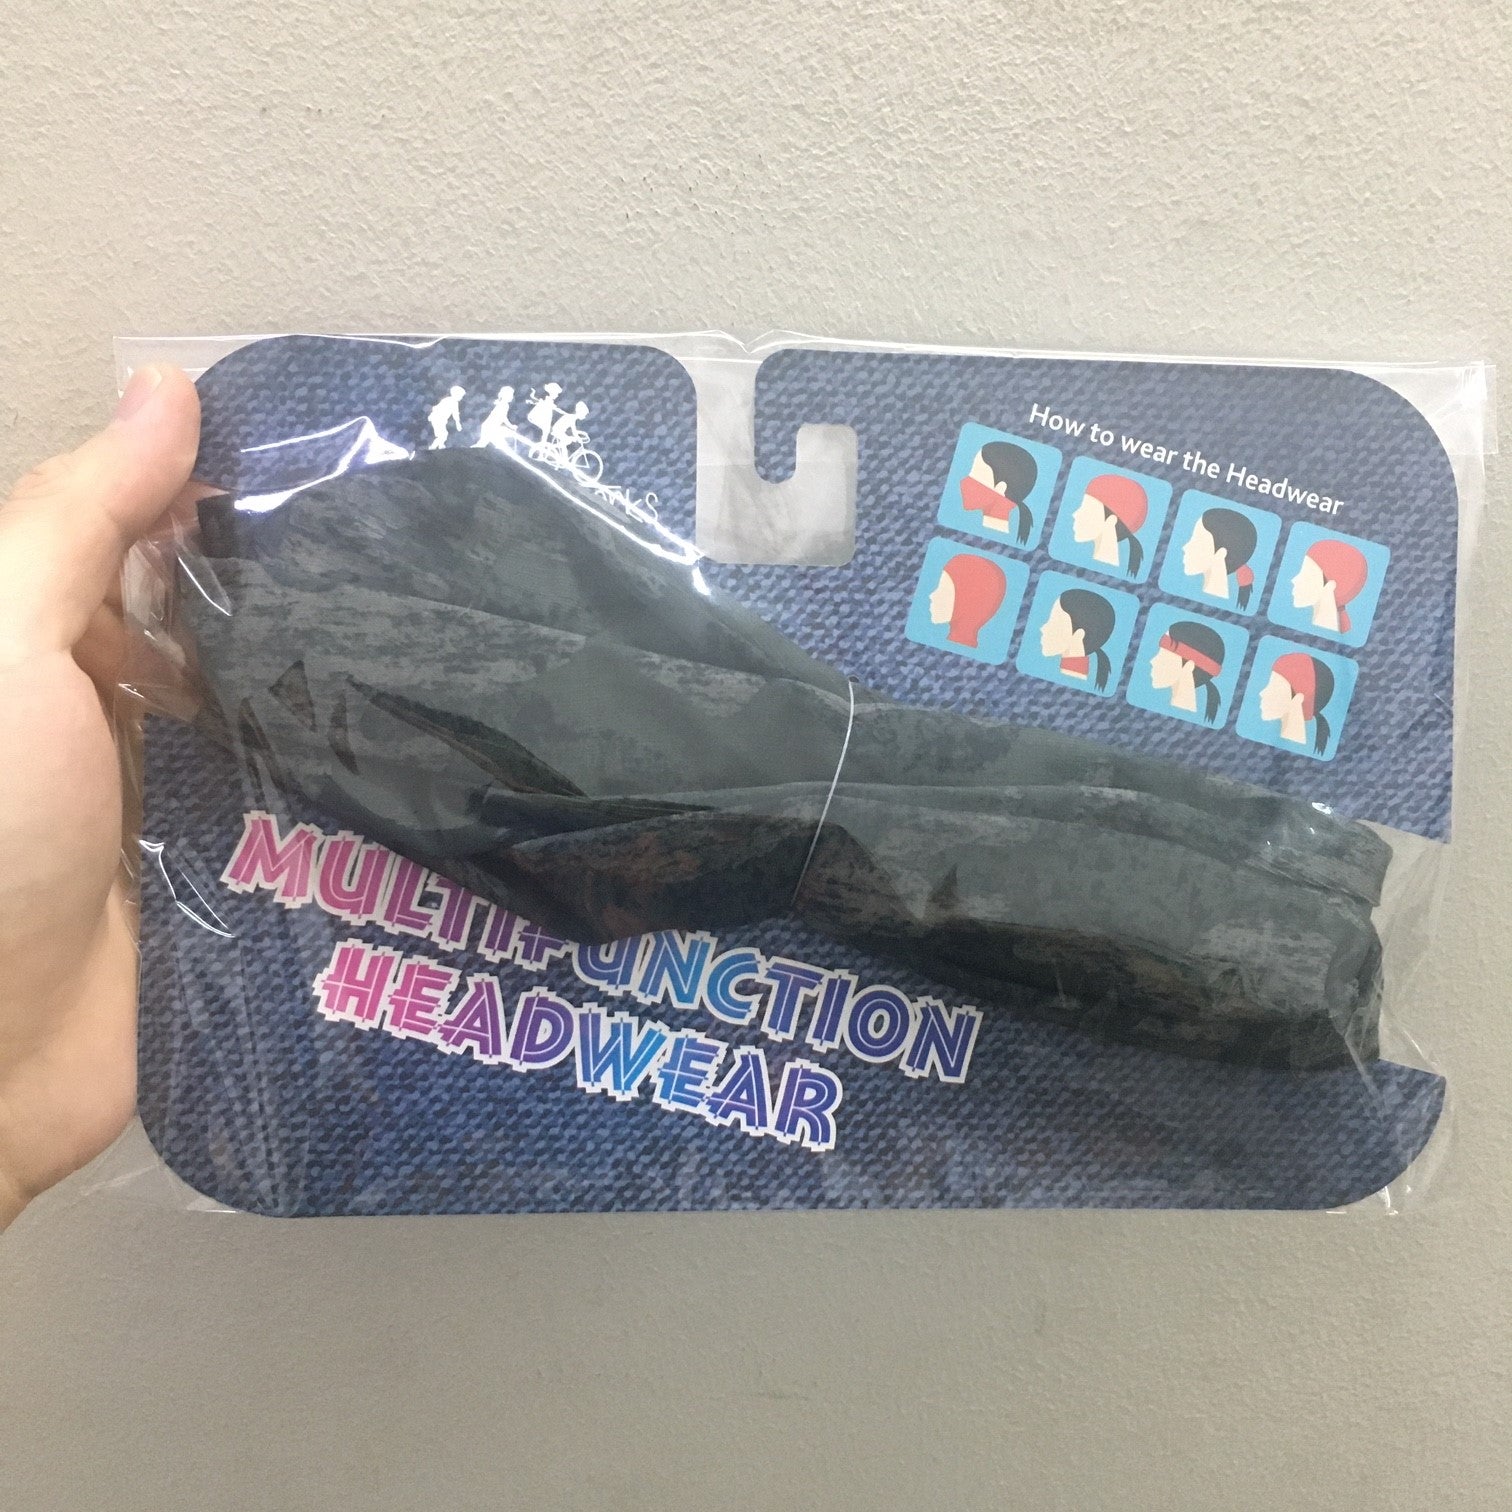 How to wear the Headwear
MULTIFUNCTION
HEADWEAR